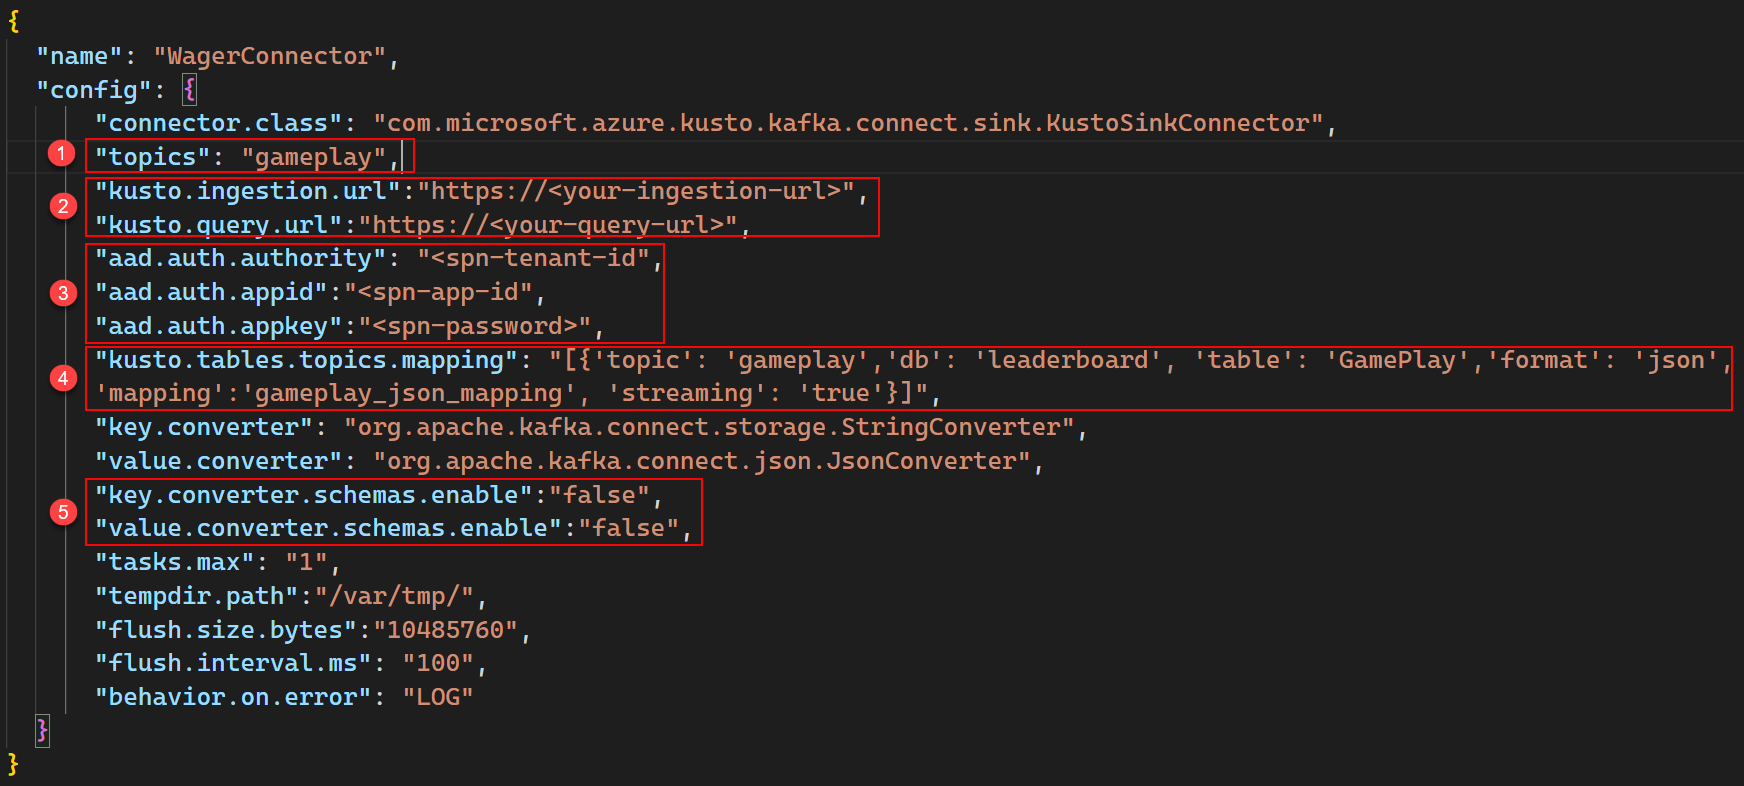 {
"name": "WagerConnector",
"config": {
"connector.class": "com.microsoft.azure.kusto.kafka.connect.sink.KustoSinkConnector",
1 "topics": "gameplay",
"kusto.ingestion.url":"https://<your-ingestion-url>",
2
"kusto.query.url":"https://<your-query-url>",
"aad.auth.authority": "<spn-tenant-id",
3 "aad.auth.appid":"<spn-app-id",
"aad.auth.appkey":"<spn-password>",
"kusto.tables.topics.mapping": "[{'topic': 'gameplay','db': 'leaderboard', 'table': 'GamePlay','format': 'json',
4
'mapping':'gameplay_json_mapping', 'streaming': 'true'}]",
"key.converter": "org.apache.kafka.connect.storage.StringConverter",
"value.converter": "org.apache.kafka.connect.json.JsonConverter",
"key.converter.schemas.enable":"false",
5
"value.converter.schemas.enable":"false",
"tasks.max": "1",
"tempdir.path":"/var/tmp/",
"flush.size.bytes":"10485760",
"flush.interval.ms": "100",
"behavior.on.error": "LOG"
}
}